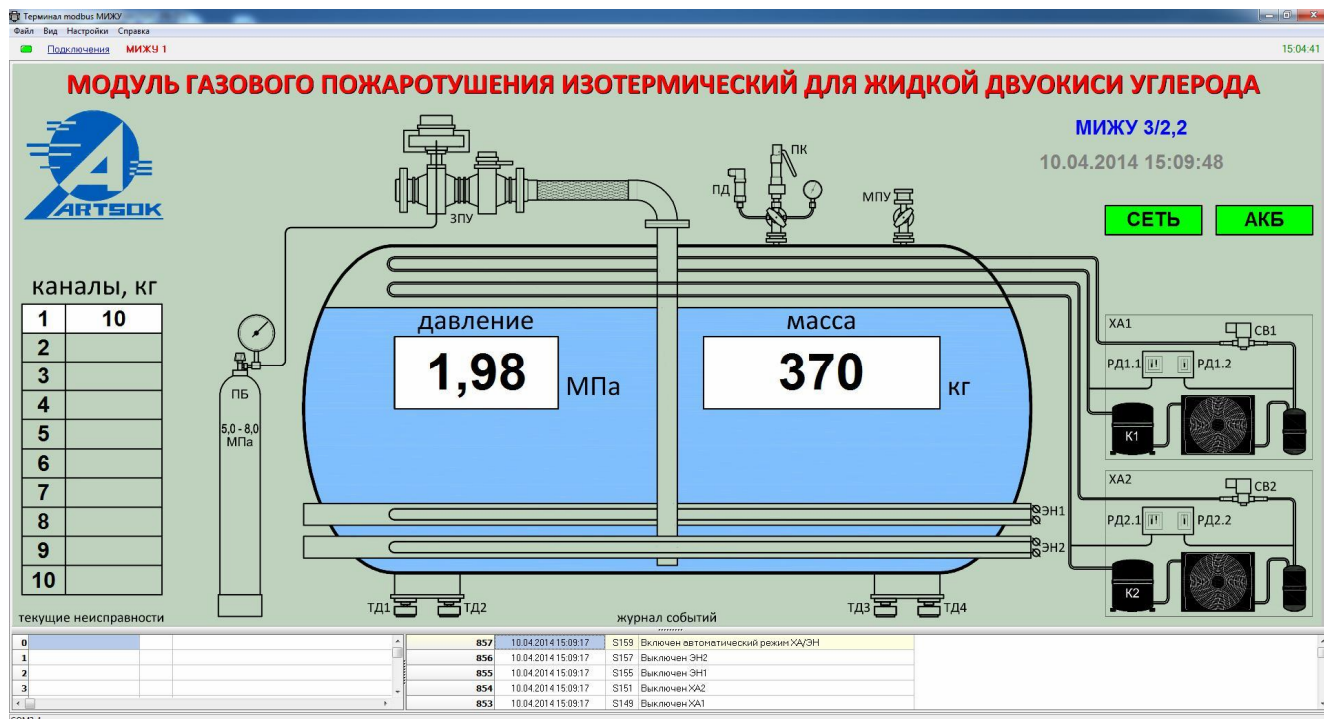 Терминал modbus МИЖУ
Файл Вид Настройки Справка
Подключения МИЖУ 1 15:04:41
МОДУЛЬ ГАЗОВОГО ПОЖАРОТУШЕНИЯ ИЗОТЕРМИЧЕСКИЙ ДЛЯ ЖИДКОЙ ДВУОКИСИ УГЛЕРОДА
МИЖУ 3/2,2
10.04.2014 15:09:48
СЕТЬ АКБ
ARTSOK
ЗПУ
ПД
ПК
МПУ
каналы, кг
1 10
2
3
4
5
6
7
8
9
10
ПБ
5,0 - 8,0
МПа
давление
1,98 МПа
масса
370 кг
ХА1
СВ1
РД1.1 РД1.2
К1
ХА2
СВ2
РД2.1 РД2.2
К2
ЭН1
ЭН2
ТД1 ТД2
ТД3 ТД4
текущие неисправности
журнал событий
0
1
2
3
857 10.04.2014 15:09:17 S159 Включен автоматический режим ХА/ЭН
856 10.04.2014 15:09:17 S157 Выключен ЭН2
855 10.04.2014 15:09:17 S155 Выключен ЭН1
854 10.04.2014 15:09:17 S151 Выключен ХА2
853 10.04.2014 15:09:17 S149 Выключен ХА1